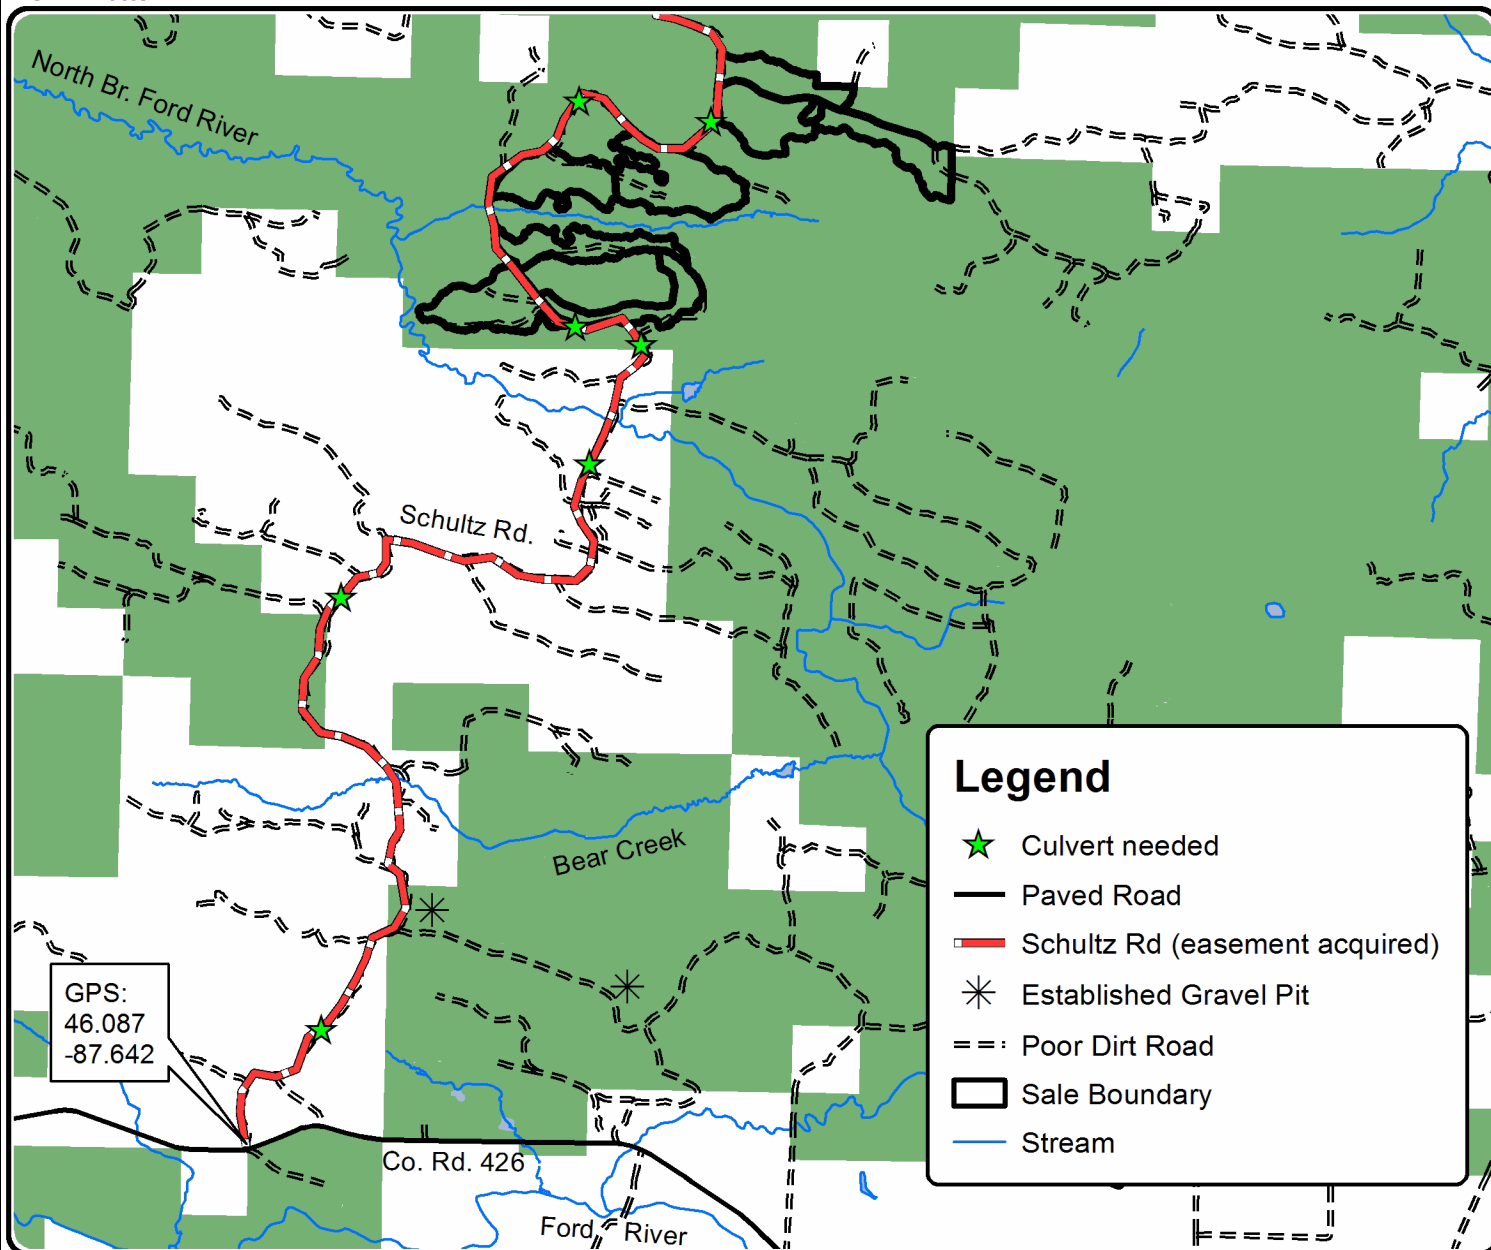 North Br. Ford River
Schultz Rd.
Bear Creek
GPS:
46.087
-87.642
Co. Rd. 426
Ford River
Legend
Culvert needed
Paved Road
Schultz Rd (easement acquired)
Established Gravel Pit
Poor Dirt Road
Sale Boundary
Stream